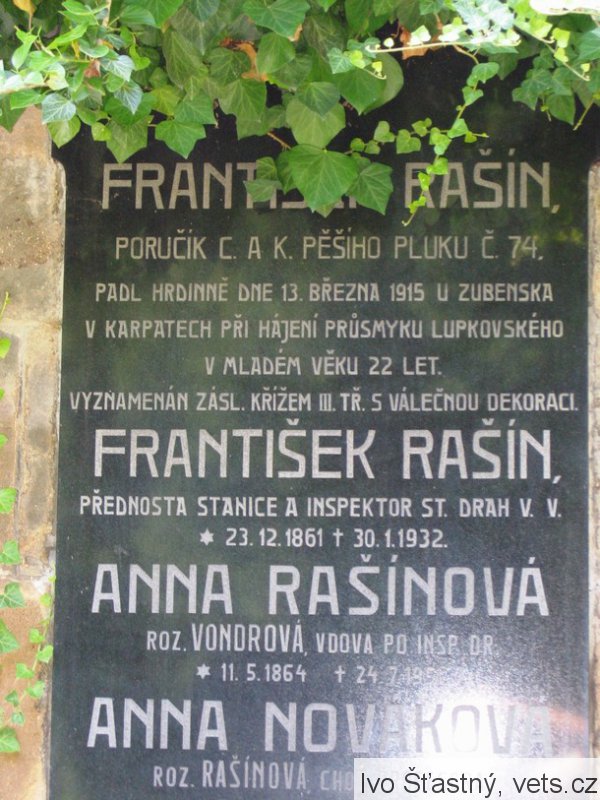 FRANTIŠEK RAŠÍN,
PORUČÍK C. A K. PĚŠÍHO PLUKU Č. 74,
PADL HRDINNĚ DNE 13. BŘEZNA 1915 U ZUBENSKA
V KARPATECH PŘI HÁJENÍ PRŮSMYKU LUPKOVSKÉHO
V MLADÉM VĚKU 22 LET.
VYZNAMENÁN ZÁSL. KŘÍŽEM III. TŘ. S VÁLEČNOU DEKORACI.
FRANTIŠEK RAŠÍN,
PŘEDNOSTA STANICE A INSPEKTOR ST. DRAH V. V.
* 23.12.1861 † 30.1.1932.
ANNA RAŠÍNOVÁ
ROZ. VONDROVÁ, VDOVA PO INSP. DR.
* 11.5.1864 †
ANNA NOVÁKOVÁ
ROZ. RAŠÍNOVÁ,
Ivo Šťastný, vets.cz